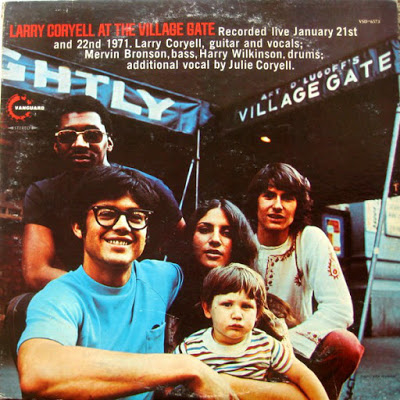 LARRY CORYELL AT THE VILLAGE GATE Recorded live January 21st
and 22nd 1971. Larry Coryell, guitar and vocals;
Mervin Bronson, bass, Harry Wilkinson, drums;
additional vocal by Julie Coryell.
VANGUARD
GHTLY
ART D'LUGOFF'S
VILLAGE GATE